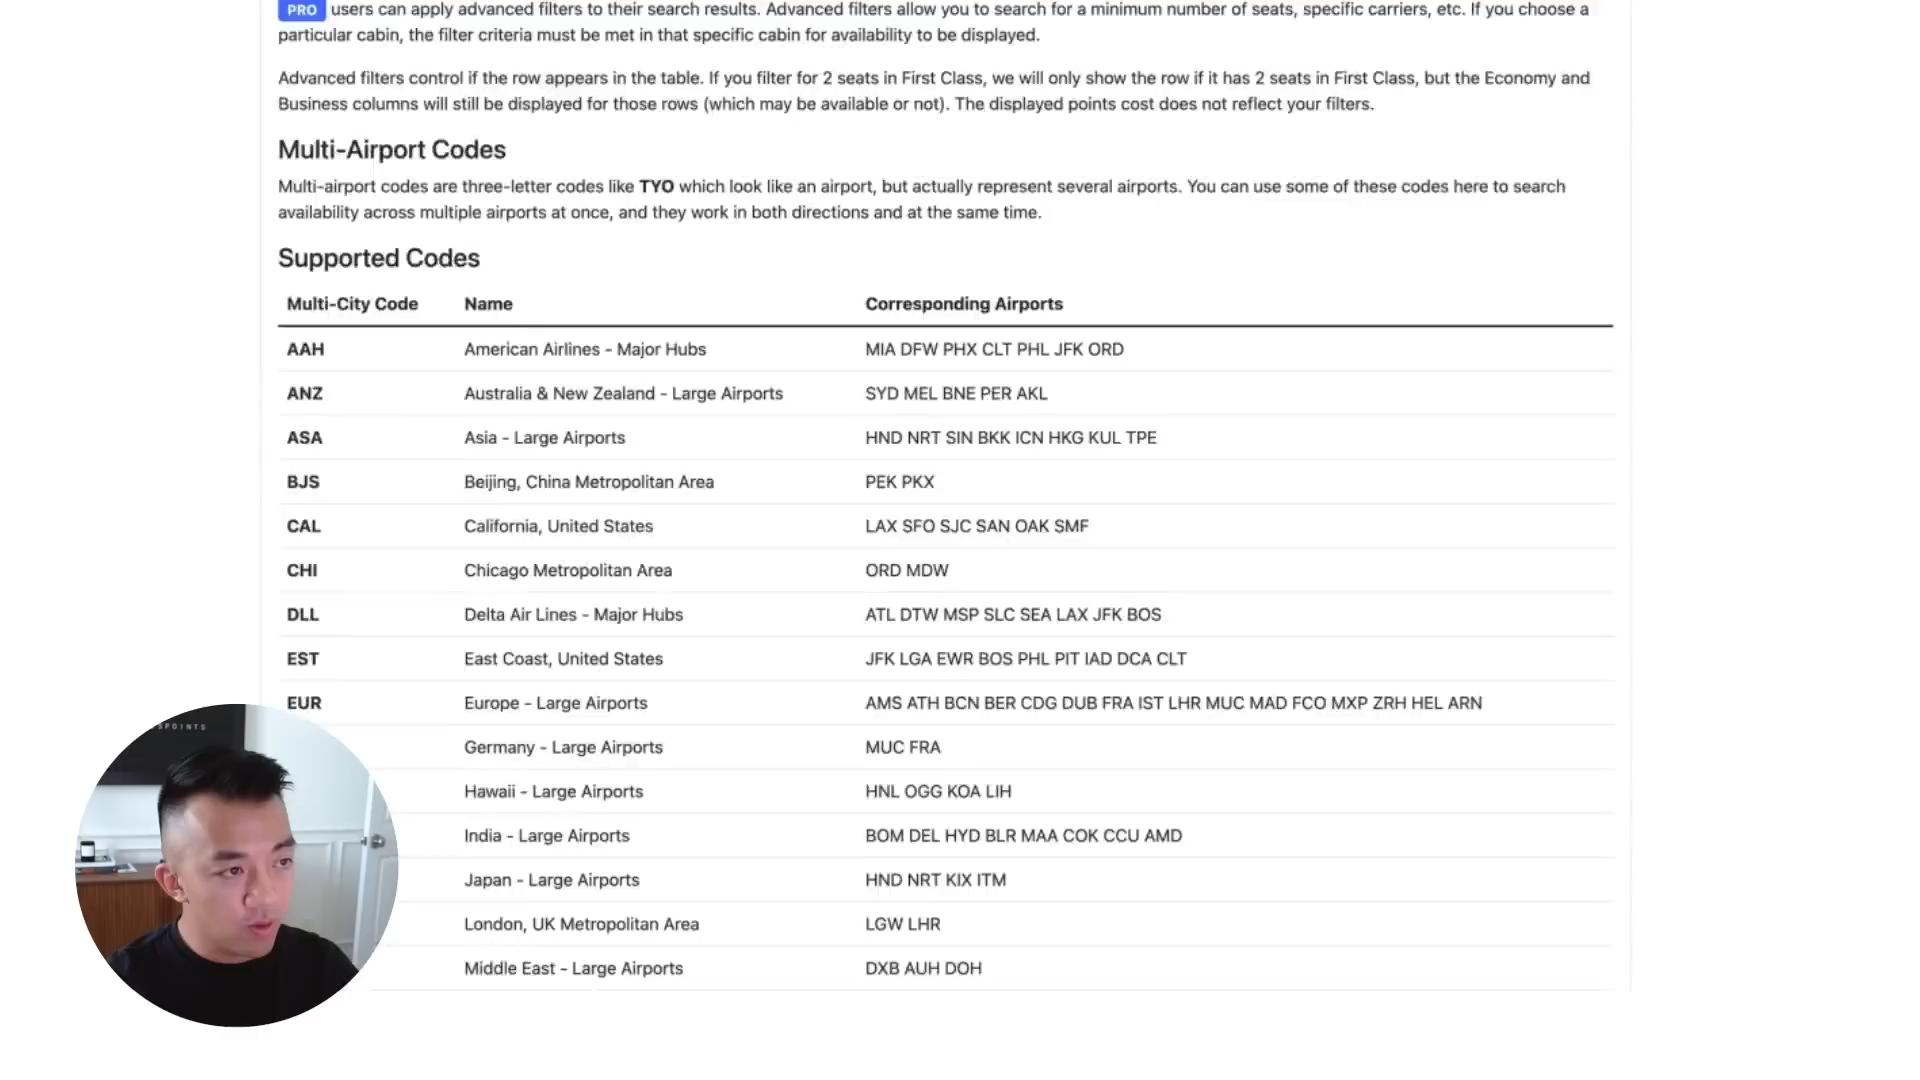 PRO users can apply advanced filters to their search results. Advanced filters allow you to search for a minimum number of seats, specific carriers, etc. If you choose a
particular cabin, the filter criteria must be met in that specific cabin for availability to be displayed.
Advanced filters control if the row appears in the table. If you filter for 2 seats in First Class, we will only show the row if it has 2 seats in First Class, but the Economy and
Business columns will still be displayed for those rows (which may be available or not). The displayed points cost does not reflect your filters.
Multi-Airport Codes
Multi-airport codes are three-letter codes like TYO which look like an airport, but actually represent several airports. You can use some of these codes here to search
availability across multiple airports at once, and they work in both directions and at the same time.
Supported Codes
Multi-City Code Name Corresponding Airports
AAH American Airlines - Major Hubs MIA DFW PHX CLT PHL JFK ORD
ANZ Australia & New Zealand - Large Airports SYD MEL BNE PER AKL
ASA Asia - Large Airports HND NRT SIN BKK ICN HKG KUL TPE
BJS Beijing, China Metropolitan Area PEK PKX
CAL California, United States LAX SFO SJC SAN OAK SMF
CHI Chicago Metropolitan Area ORD MDW
DLL Delta Air Lines - Major Hubs ATL DTW MSP SLC SEA LAX JFK BOS
EST East Coast, United States JFK LGA EWR BOS PHL PIT IAD DCA CLT
EUR Europe - Large Airports AMS ATH BCN BER CDG DUB FRA IST LHR MUC MAD FCO MXP ZRH HEL ARN
Germany - Large Airports MUC FRA
Hawaii - Large Airports HNL OGG KOA LIH
India - Large Airports BOM DEL HYD BLR MAA COK CCU AMD
Japan - Large Airports HND NRT KIX ITM
London, UK Metropolitan Area LGW LHR
Middle East - Large Airports DXB AUH DOH